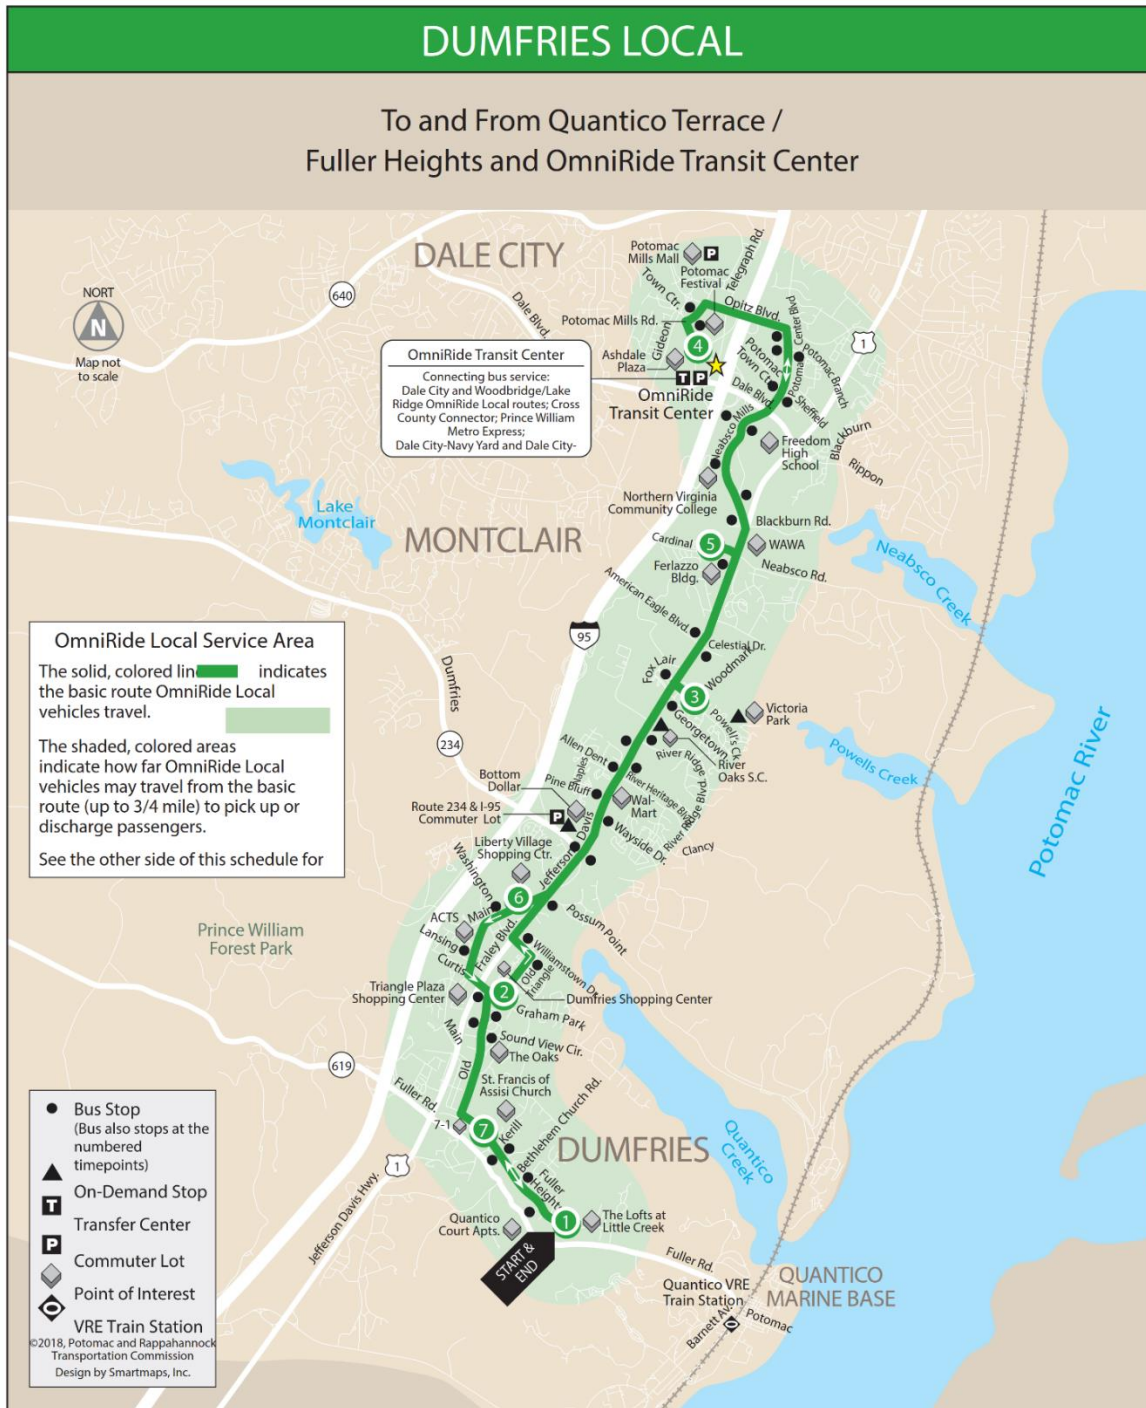 DUMFRIES LOCAL
To and From Quantico Terrace /
Fuller Heights and OmniRide Transit Center
DALE CITY
Potomac
Mills Mall
P
Potomac
Festival
Telegraph Rd.
Town Ctr.
Opitz Blvd.
NORT
N
Map not
to scale
640
Dale Blvd.
Potomac Mills Rd.
Gideon
4
Center Blvd
Potomac
1
OmniRide Transit Center
Connecting bus service:
Dale City and Woodbridge/Lake
Ridge OmniRide Local routes; Cross
County Connector; Prince William
Metro Express;
Dale City-Navy Yard and Dale City-
Ashdale
Plaza
T P
OmniRide
Transit Center
Potomac
Town Ctr.
Dale Blvd.
Potomac Branch
Sheffield
Neabsco Mills
Blackburn
Freedom
High
School
Rippon
Northern Virginia
Community College
Lake
Montclair
MONTCLAIR
Blackburn Rd.
Cardinal
5
WAWA
Neabsco Rd.
Ferlazzo
Bldg.
Neabsco Creek
American Eagle Blvd.
95
Celestial Dr.
Fox Lair
Woodmark
3
OmniRide Local Service Area
The solid, colored lin indicates
the basic route OmniRide Local
vehicles travel.
The shaded, colored areas
indicate how far OmniRide Local
vehicles may travel from the basic
route (up to 3/4 mile) to pick up or
discharge passengers.
See the other side of this schedule for
Dumfries
234
Powell's Ck.
Victoria
Park
Georgetown
River
Oaks S.C.
Powells Creek
Allen Dent
River Ridge
Naples
Bottom
Dollar
Pine Bluff
River Heritage Blvd.
Wal-
Mart
River Ridge Blvd.
Route 234 & I-95
Commuter Lot
P
Wayside Dr.
Clancy
Liberty Village
Shopping Ctr.
Jefferson Davis
Potomac River
Washington
6
Main
ACTS
Lansing
Possum Point
Prince William
Forest Park
Fraley Blvd.
Curtis
Williamstown Dr.
Old
Triangle
Triangle Plaza
Shopping Center
2
Dumfries Shopping Center
Graham Park
Main
Sound View Cir.
The Oaks
Old
619
Fuller Rd.
St. Francis of
Assisi Church
7-1
7
Kerill
Bethlehem Church Rd.
DUMFRIES
Quantico
Creek
1
Jefferson Davis Hwy.
Fuller
Heights
1
The Lofts at
Little Creek
Quantico
Court Apts.
START &
END
Fuller Rd.
Quantico VRE
Train Station
QUANTICO
MARINE BASE
Barnett Av.
Potomac
Bus Stop
(Bus also stops at the
numbered
timepoints)
On-Demand Stop
T
Transfer Center
P
Commuter Lot
Point of Interest
VRE Train Station
©2018, Potomac and Rappahannock
Transportation Commission
Design by Smartmaps, Inc.